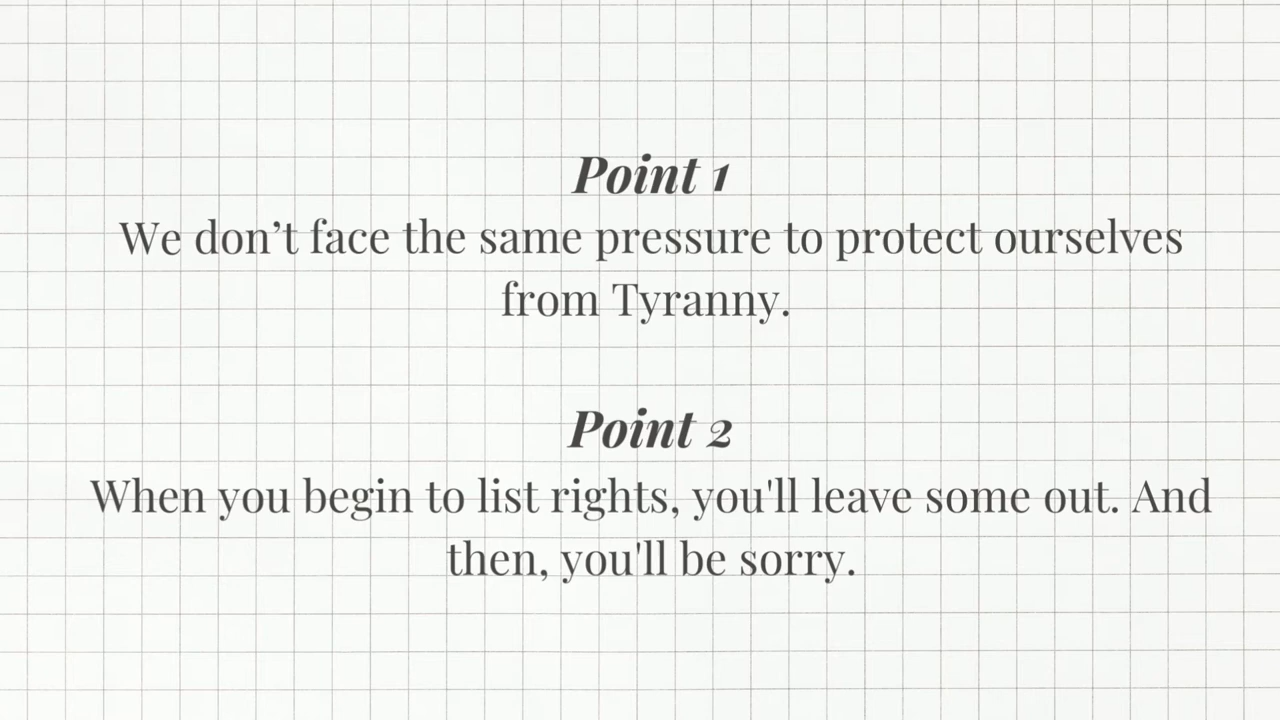 Point 1
We don’t face the same pressure to protect ourselves
from Tyranny.
Point 2
When you begin to list rights, you'll leave some out. And
then, you'll be sorry.